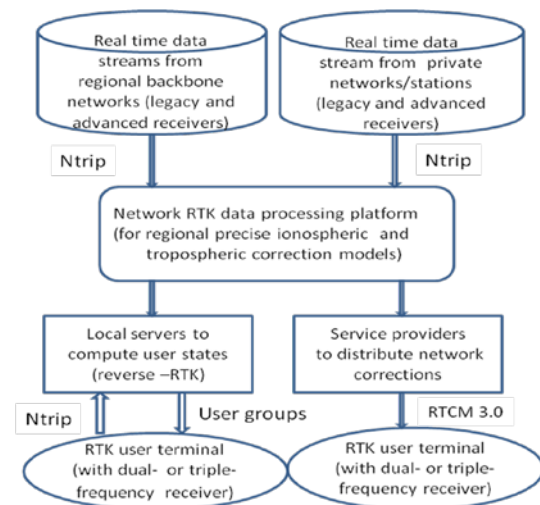 Real time data
streams from
regional backbone
networks (legacy and
advanced receivers)
Real time data
stream from private
networks/stations
(legacy and advanced
receivers)
Ntrip
Ntrip
Network RTK data processing platform
(for regional precise ionospheric and
tropospheric correction models)
Local servers to
compute user states
(reverse –RTK)
Service providers
to distribute network
corrections
Ntrip
User groups
RTCM 3.0
RTK user terminal
(with dual- or triple-
frequency receiver)
RTK user terminal
(with dual- or triple-
frequency receiver)